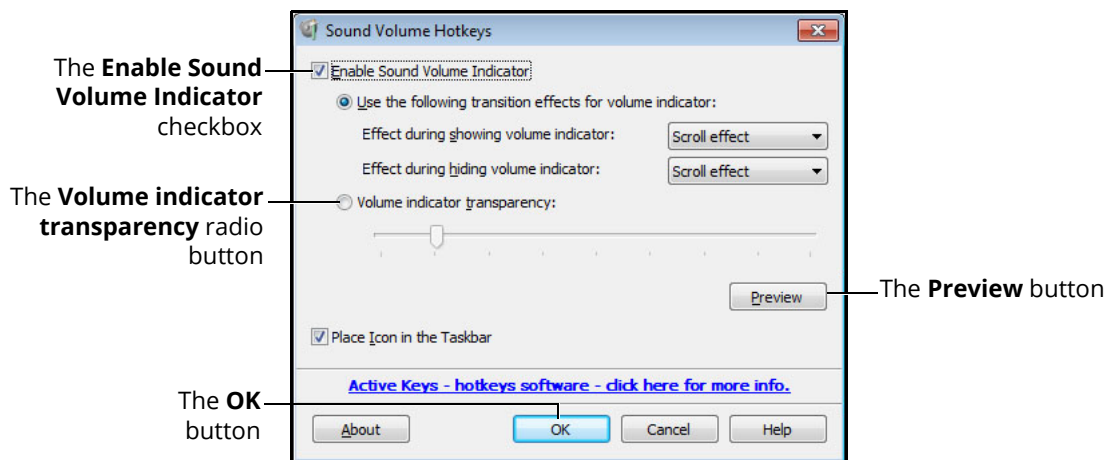 Sound Volume Hotkeys
The Enable Sound
Volume Indicator
checkbox
Enable Sound Volume Indicator
Use the following transition effects for volume indicator:
Effect during showing volume indicator:
Scroll effect
Effect during hiding volume indicator:
Scroll effect
The Volume indicator
transparency radio
button
Volume indicator transparency:
Preview
The Preview button
Place Icon in the Taskbar
Active Keys - hotkeys software - click here for more info.
The OK
button
About
OK
Cancel
Help